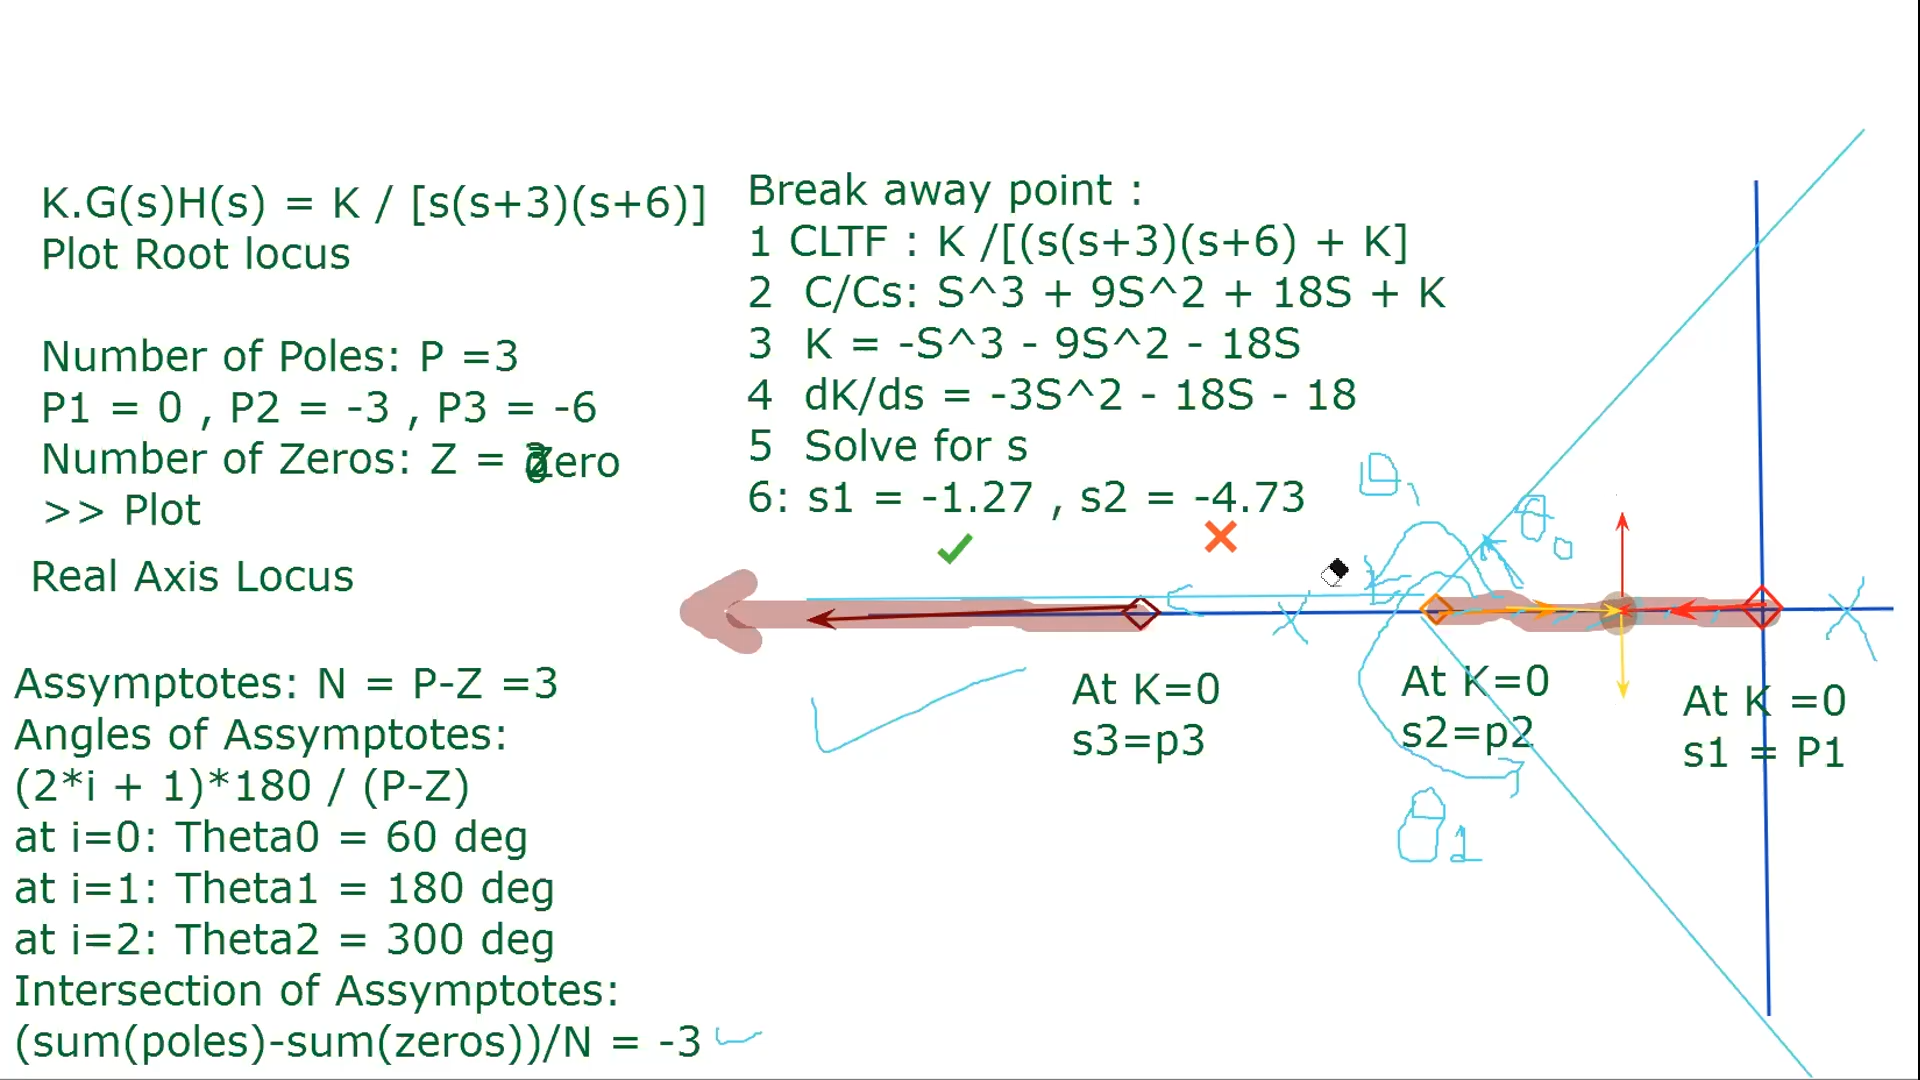 K.G(s)H(s) = K / [s(s+3)(s+6)]
Plot Root locus
Number of Poles: P =3
P1 = 0 , P2 = -3 , P3 = -6
Number of Zeros: Z = Zero
>> Plot
Real Axis Locus
Assymptotes: N = P-Z =3
Angles of Assymptotes:
(2*i + 1)*180 / (P-Z)
at i=0: Theta0 = 60 deg
at i=1: Theta1 = 180 deg
at i=2: Theta2 = 300 deg
Intersection of Assymptotes:
(sum(poles)-sum(zeros))/N = -3
Break away point :
1 CLTF : K /[(s(s+3)(s+6) + K]
2 C/Cs: S^3 + 9S^2 + 18S + K
3 K = -S^3 - 9S^2 - 18S
4 dK/ds = -3S^2 - 18S - 18
5 Solve for s
6: s1 = -1.27 , s2 = -4.73
At K=0
s3=p3
At K=0
s2=p2
At K =0
s1 = P1